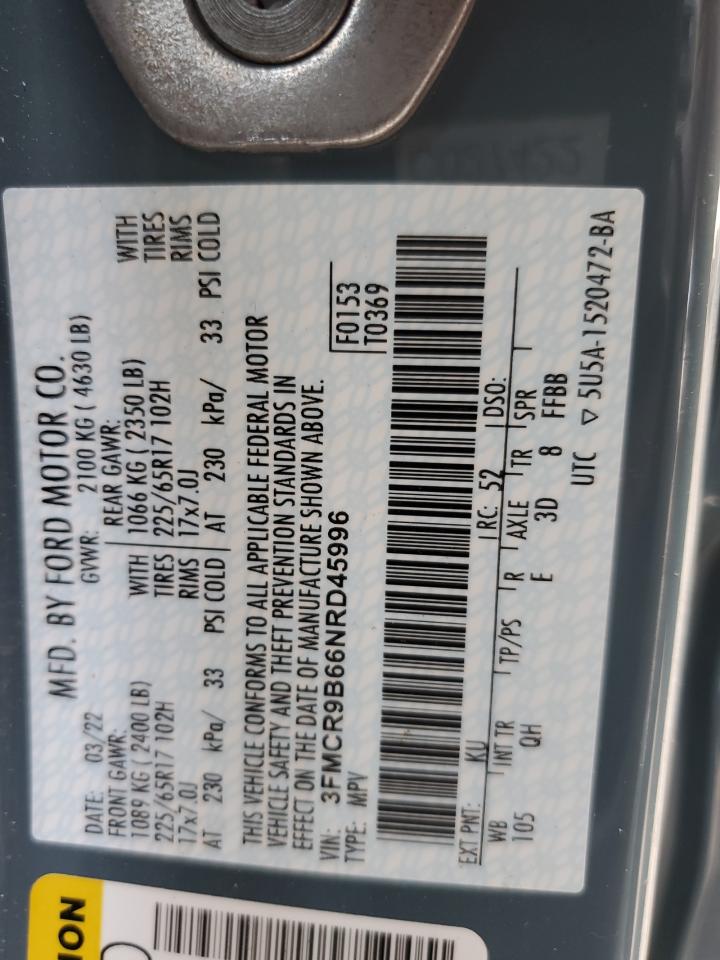 MFD. BY FORD MOTOR CO.
DATE: 03/22 GVWR: 2100 KG ( 4630 LB)
FRONT GAWR: REAR GAWR:
1089 KG ( 2400 LB) WITH 1066 KG ( 2350 LB) WITH
225/65R17 102H TIRES 225/65R17 102H TIRES
17x7.0J RIMS 17x7.0J RIMS
AT 230 kPa/ 33 PSI COLD AT 230 kPa/ 33 PSI COLD
THIS VEHICLE CONFORMS TO ALL APPLICABLE FEDERAL MOTOR
VEHICLE SAFETY AND THEFT PREVENTION STANDARDS IN
EFFECT ON THE DATE OF MANUFACTURE SHOWN ABOVE.
VIN: 3FMCR9B66NRD45996 F0153
TYPE: MPV T0369
EXT PNT: KU RC: 52 DSO:
WB INT TR TP/PS R AXLE TR SPR
105 QH E 3D 8 FFBB
UTC ▽ 5U5A-1520472-BA